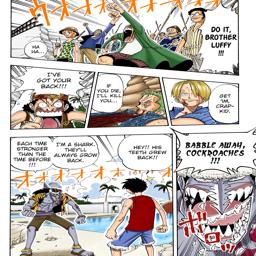 DO IT,
BROTHER
LUFFY
!!!
HA
HA...
I'VE
GOT YOUR
BACK!!!
IF
YOU DIE,
I'LL KILL
YOU...
GET
'IM,
CRAP-
KID.
EACH TIME
STRONGER
THAN THE
TIME BEFORE
!!!
I'M A SHARK.
THEY'LL
ALWAYS GROW
BACK.
HEY!! HIS
TEETH GREW
BACK!!
BABBLE AWAY,
COCKROACHES
!!!